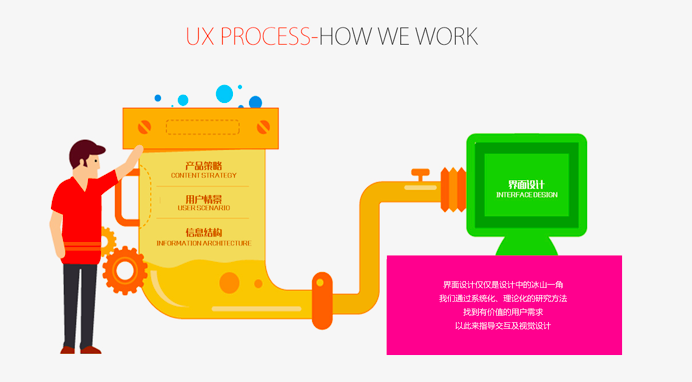 UX PROCESS-HOW WE WORK
产品策略
CONTENT STRATEGY
用户情景
USER SCENARIO
信息结构
INFORMATION ARCHITECTURE
界面设计
INTERFACE DESIGN
界面设计仅仅是设计中的冰山一角
我们通过系统化、理论化的研究方法
找到有价值的用户需求
以此来指导交互及视觉设计